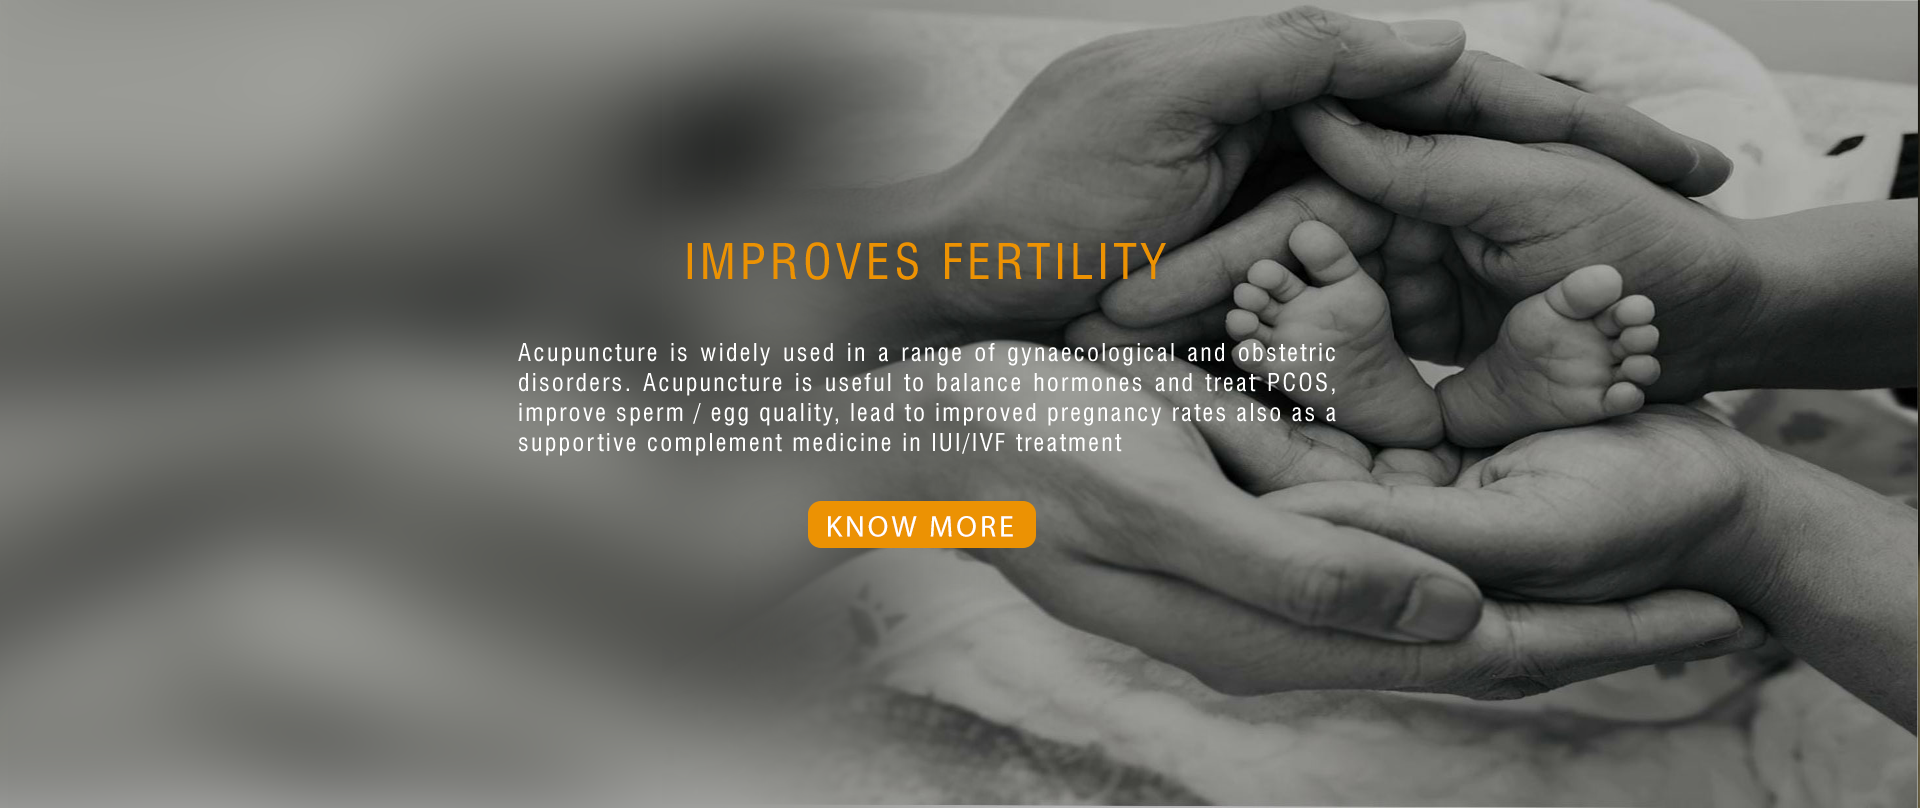 IMPROVES FERTILITY
Acupuncture is widely used in a range of gynaecological and obstetric
disorders. Acupuncture is useful to balance hormones and treat PCOS,
improve sperm / egg quality, lead to improved pregnancy rates also as a
supportive complement medicine in IUI/IVF treatment
KNOW MORE